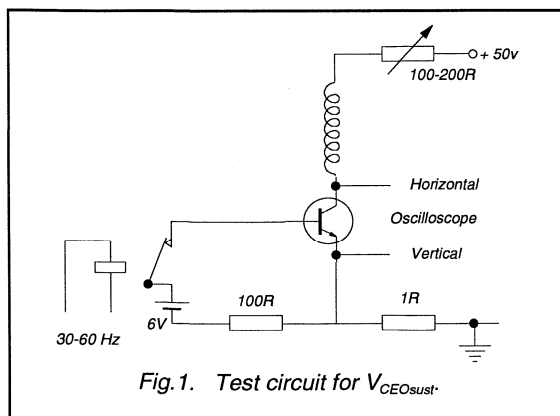 + 50v
100-200R
Horizontal
Oscilloscope
Vertical
100R
1R
6V
30-60 Hz
Fig.1. Test circuit for VCEOsust.